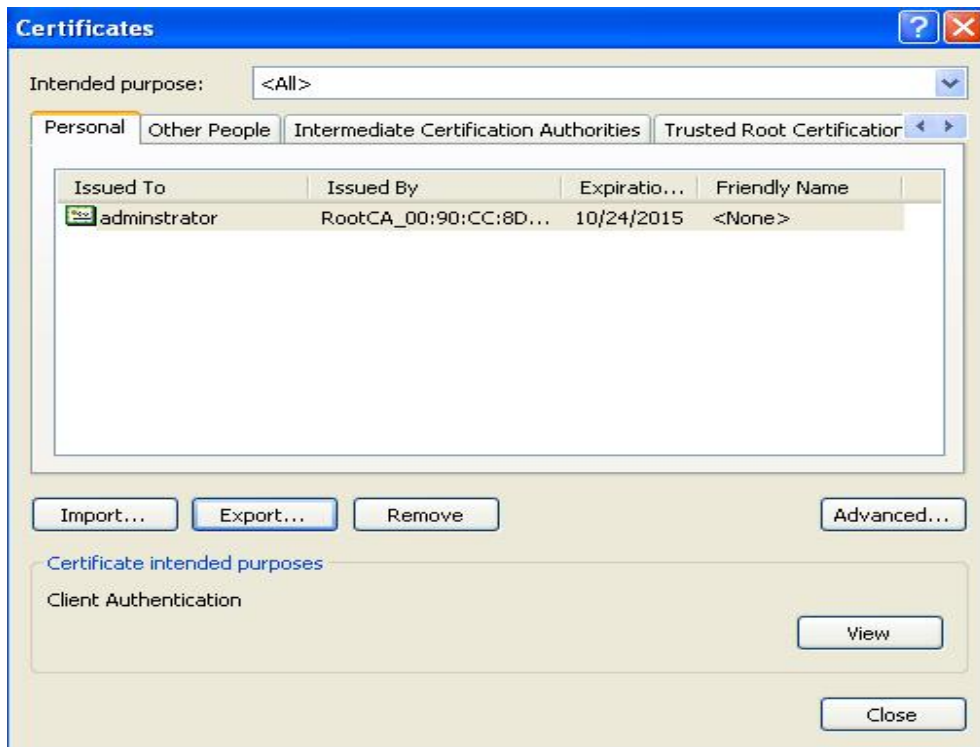 Certificates
Intended purpose: <All>
Personal Other People Intermediate Certification Authorities Trusted Root Certification
Issued To Issued By Expiratio... Friendly Name
adminstrator RootCA_00:90:CC:8D... 10/24/2015 <None>
Import... Export... Remove Advanced...
Certificate intended purposes
Client Authentication
View
Close